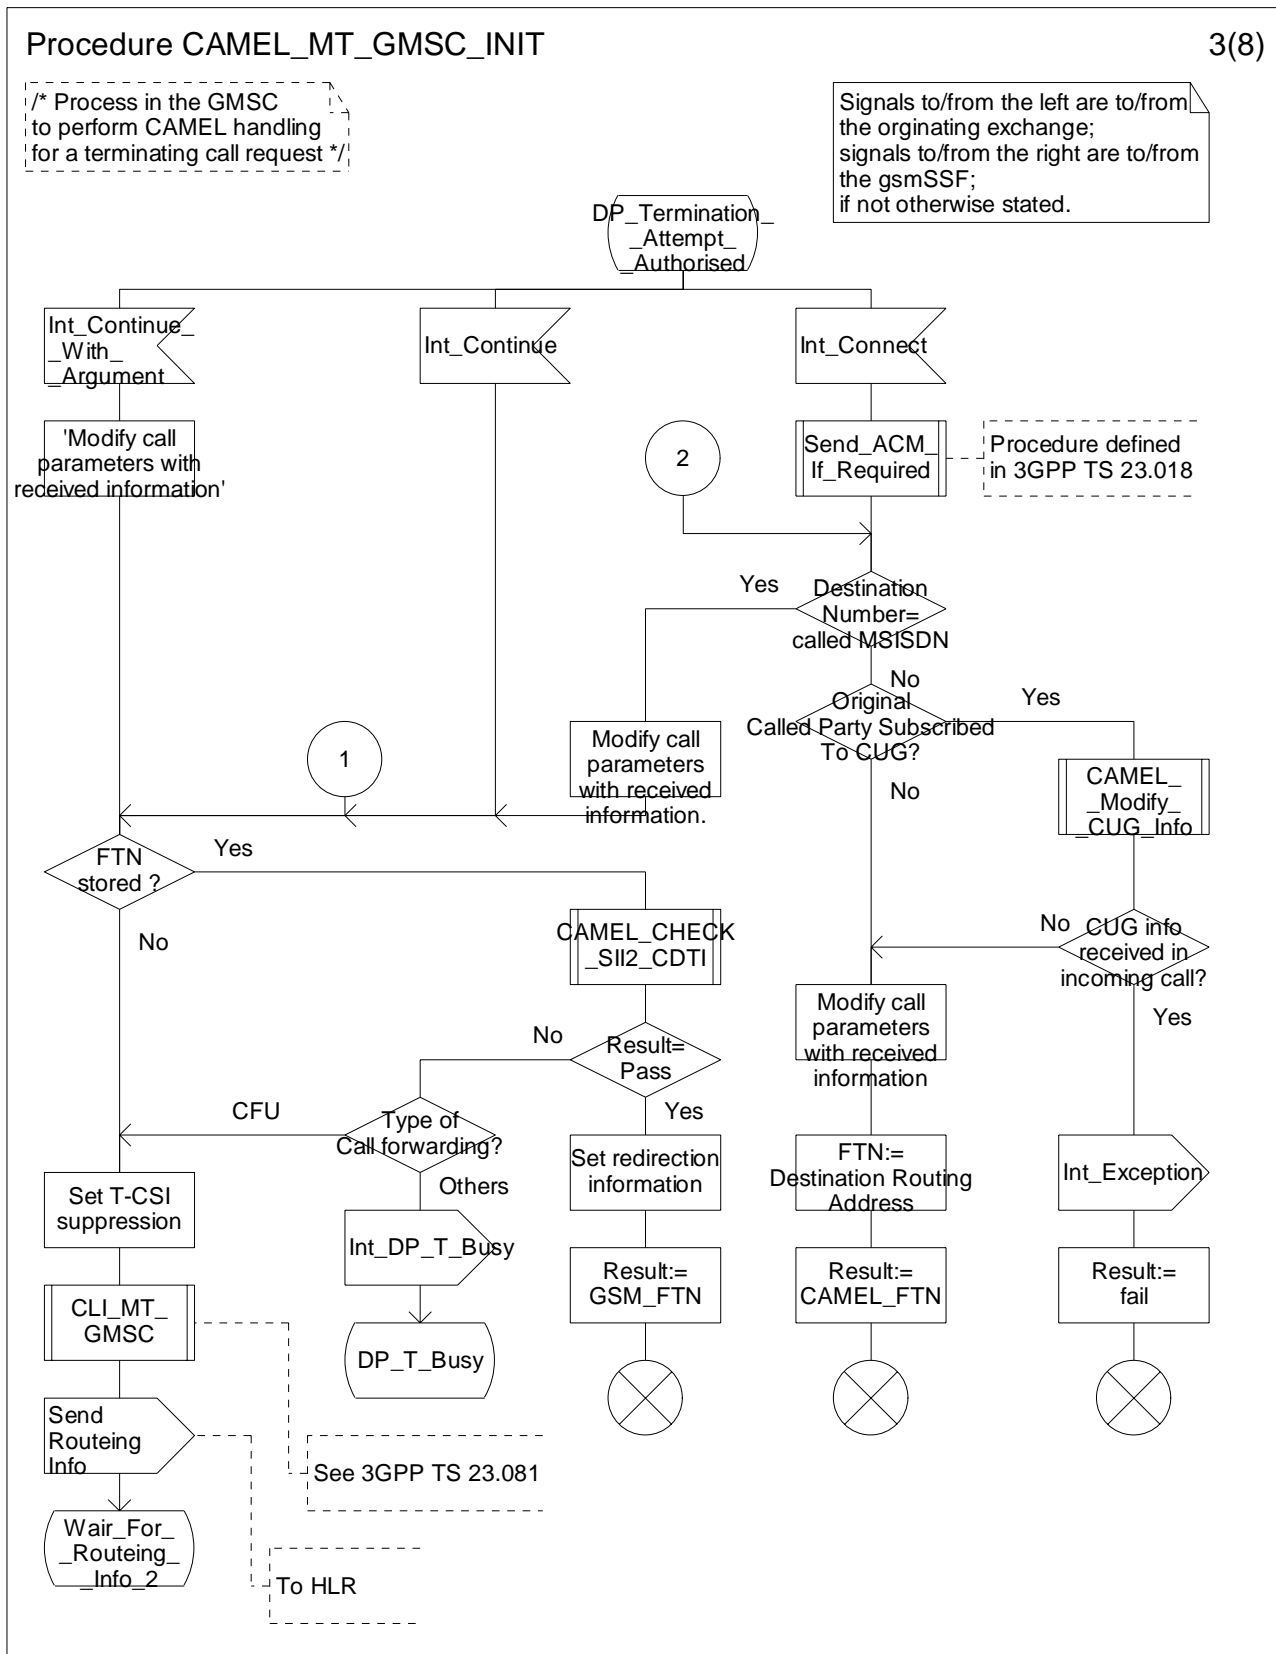 Procedure CAMEL_MT_GMSC_INIT
3(8)
/* Process in the GMSC
to perform CAMEL handling
for a terminating call request */
Signals to/from the left are to/from
the orginating exchange;
signals to/from the right are to/from
the gsmSSF;
if not otherwise stated.
DP_Termination_
_Attempt_
_Authorised
Int_Continue_
_With_
_Argument
Int_Continue
Int_Connect
'Modify call
parameters with
received information'
2
Send_ACM_
If_Required
Procedure defined
in 3GPP TS 23.018
Yes
Destination
Number=
called MSISDN
No
Original
Called Party Subscribed
To CUG?
Yes
No
1
Modify call
parameters
with received
information.
CAMEL_
_Modify_
_CUG_Info
FTN
stored ?
Yes
No
CAMEL_CHECK
_SII2_CDTI
No
CUG info
received in
incoming call?
Yes
Modify call
parameters
with received
information
No
Result=
Pass
Yes
CFU
Type of
Call forwarding?
Others
Set redirection
information
FTN:=
Destination Routing
Address
Int_Exception
Set T-CSI
suppression
Int_DP_T_Busy
Result:=
GSM_FTN
Result:=
CAMEL_FTN
Result:=
fail
CLI_MT_
GMSC
DP_T_Busy
Send
Routeing
Info
See 3GPP TS 23.081
Wair_For_
_Routeing_
_Info_2
To HLR